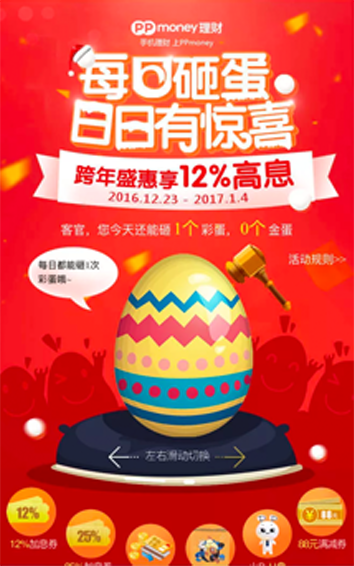 PPmoney理财
手机理财 上PPmoney
每日砸蛋
日日有惊喜
跨年盛惠享12%高息
2016.12.23 - 2017.1.4
客官，您今天还能砸1个彩蛋，0个金蛋
活动规则>>
每日都能砸1次
彩蛋哦~
左右滑动切换
12%
25%
12%加息券
88元满减券